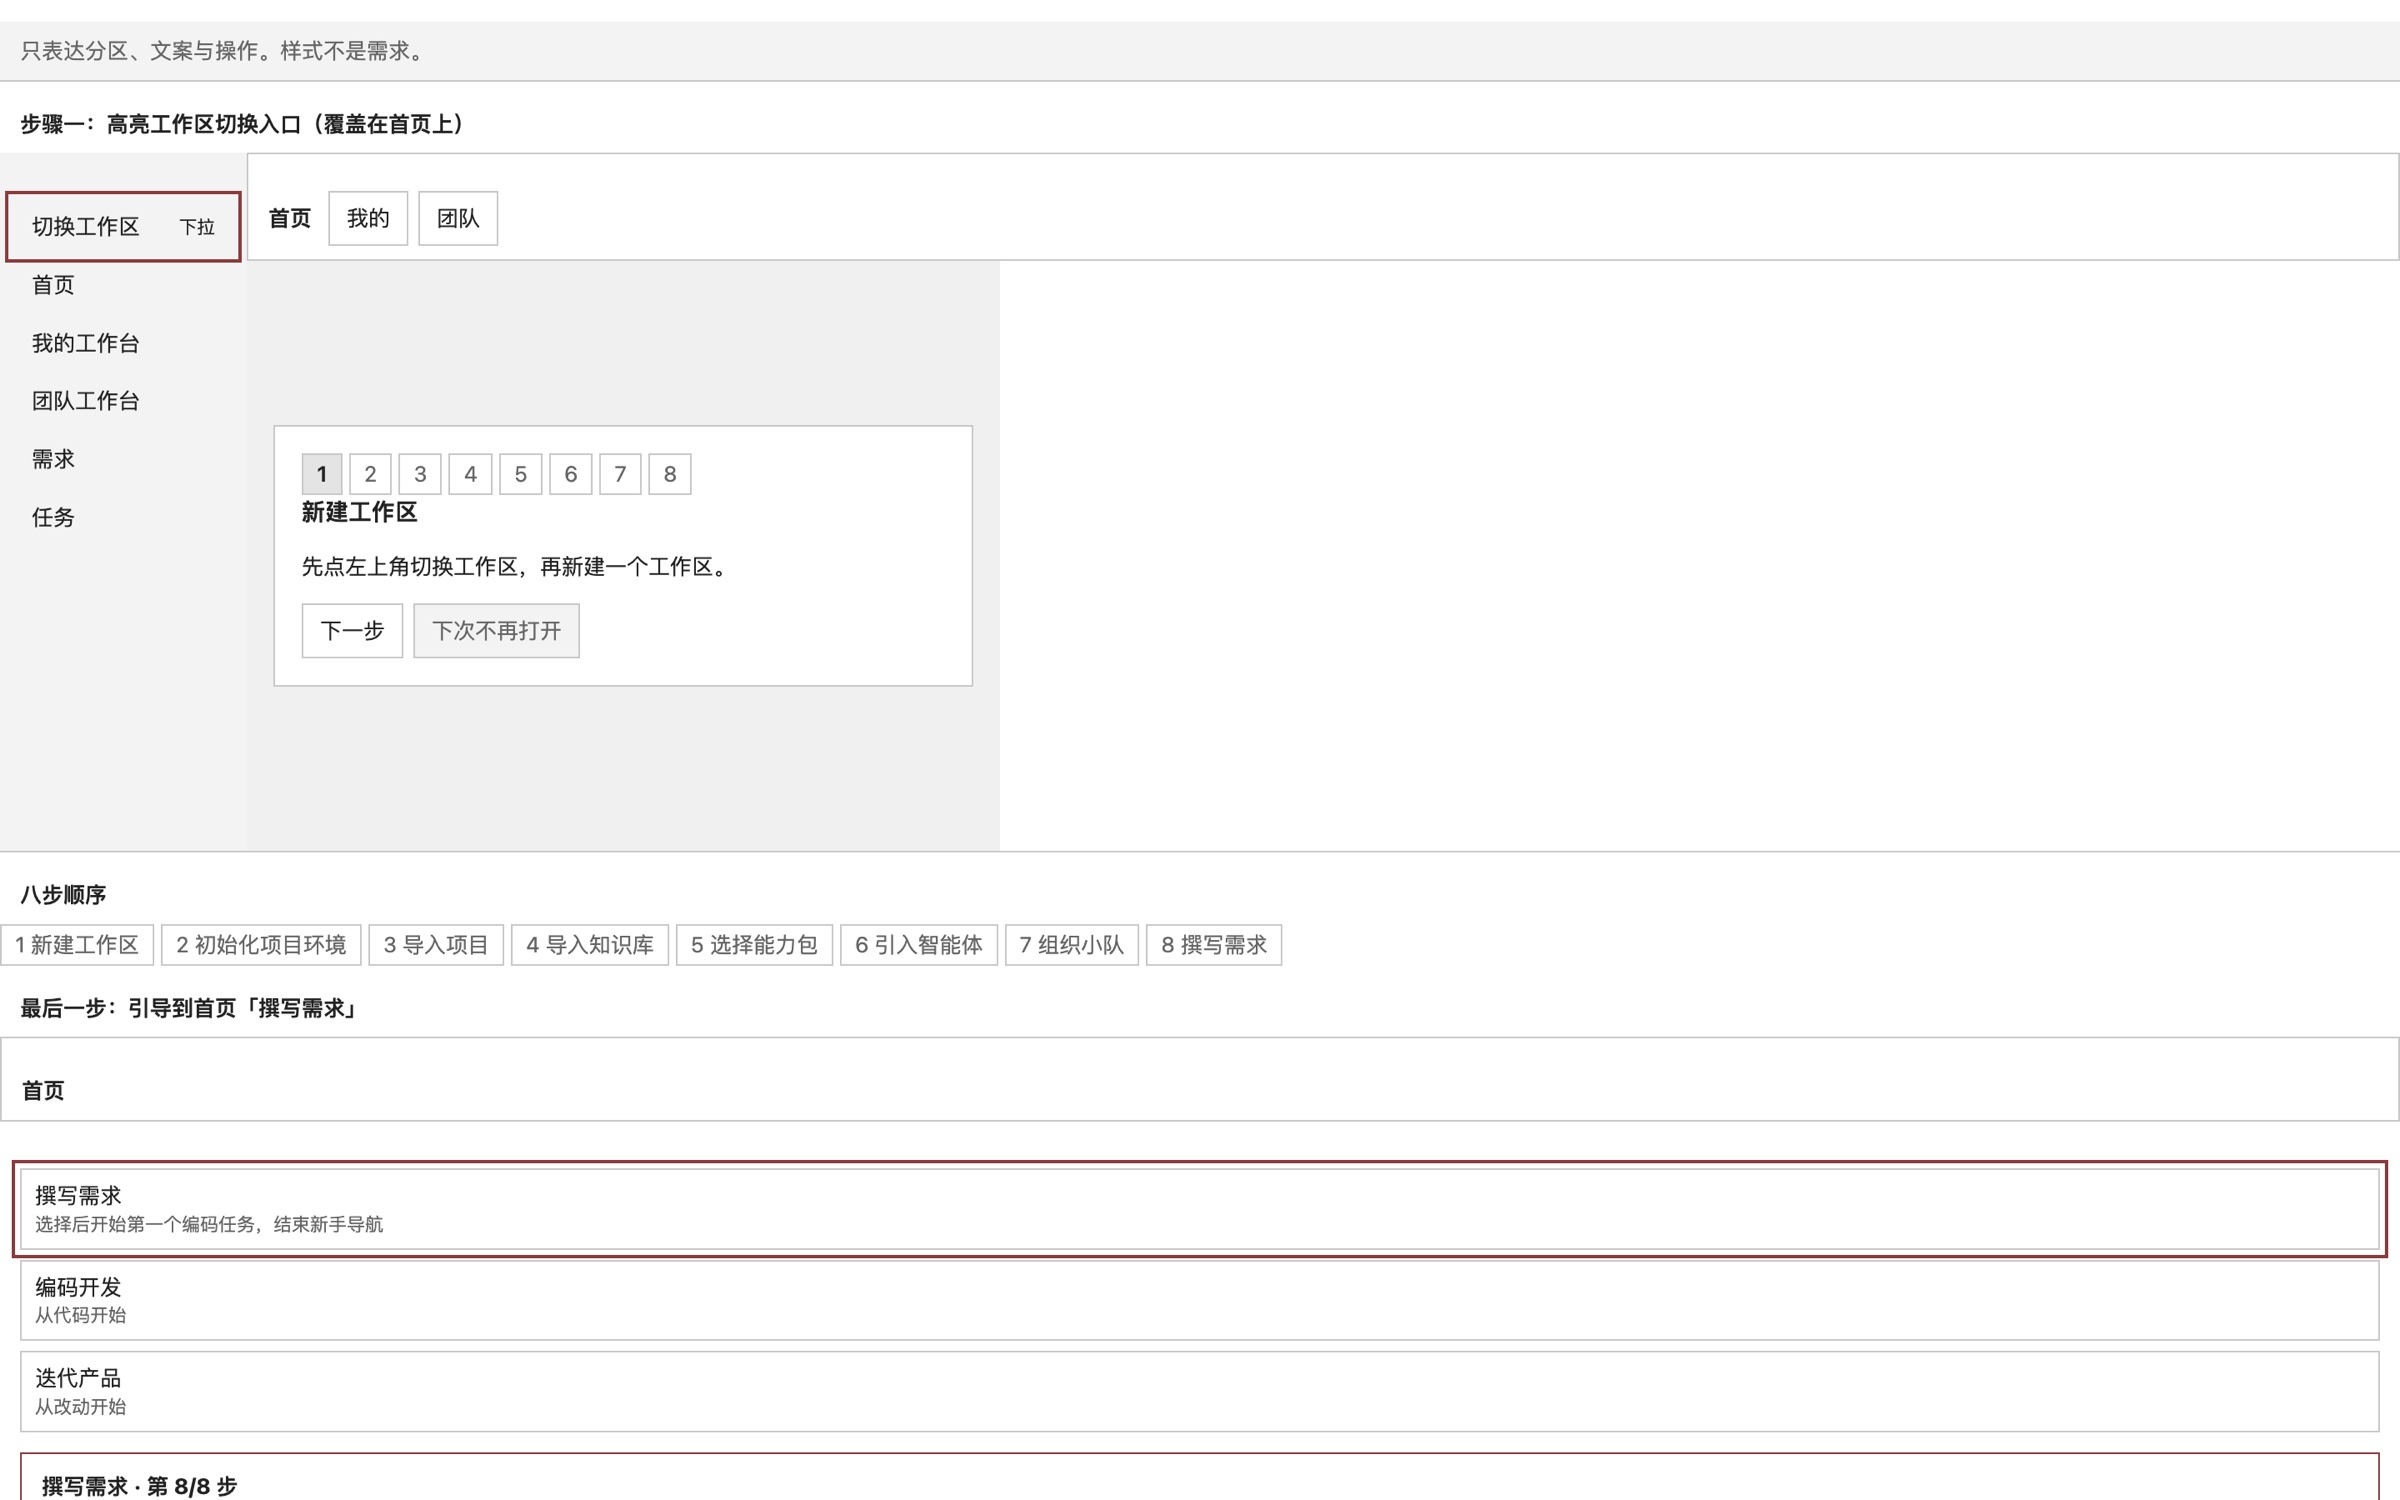 只表达分区、文案与操作。样式不是需求。
步骤一：高亮工作区切换入口（覆盖在首页上）
切换工作区 下拉
首页 我的 团队
首页
我的工作台
团队工作台
需求
任务
1 2 3 4 5 6 7 8
新建工作区
先点左上角切换工作区，再新建一个工作区。
下一步 下次不再打开
八步顺序
1 新建工作区 2 初始化项目环境 3 导入项目 4 导入知识库 5 选择能力包 6 引入智能体 7 组织小队 8 撰写需求
最后一步：引导到首页「撰写需求」
首页
撰写需求
选择后开始第一个编码任务，结束新手导航
编码开发
从代码开始
迭代产品
从改动开始
撰写需求 · 第 8/8 步